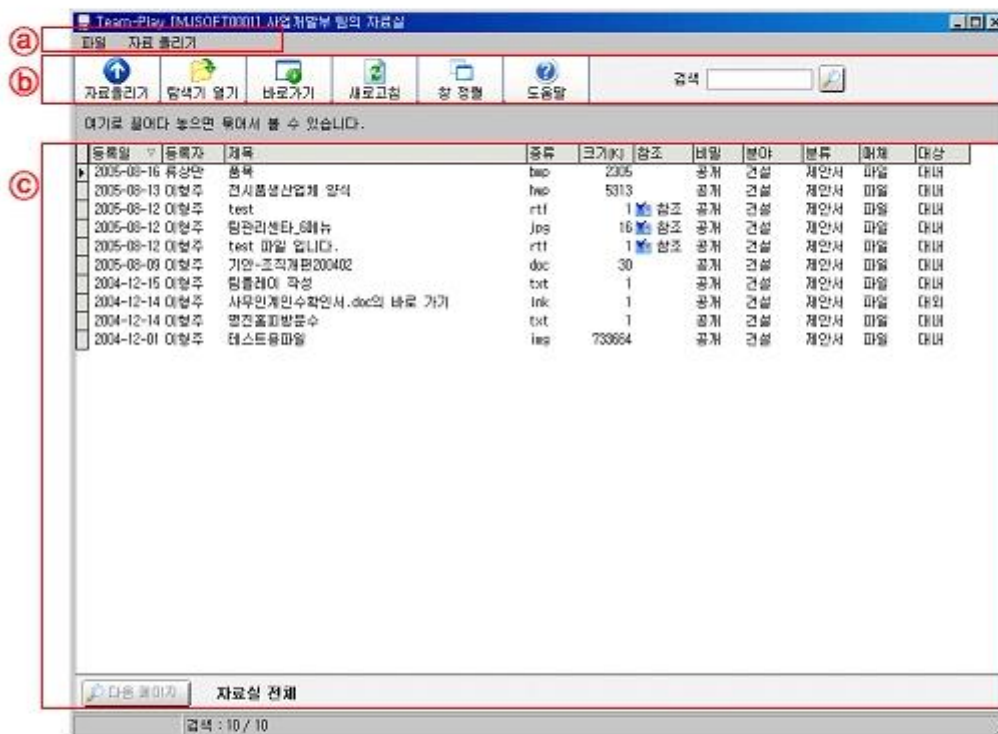 Team-Play [MJSOFT0001] 사업개발부 팀의 자료실
ⓐ
파일 자료 올리기
ⓑ
자료올리기 탐색기 열기 바로가기 새로고침 창 정렬 도움말 검색
여기로 끌어다 놓으면 묶어서 볼 수 있습니다.
ⓒ
등록일 등록자 제목 종류 크기(K) 참조 비밀 분야 분류 매체 대상
2005-08-16 류상만 품목 bmp 2305 공개 건설 제안서 파일 대내
2005-08-13 이형주 전시품생산업체 양식 hwp 5313 공개 건설 제안서 파일 대내
2005-08-12 이형주 test rtf 1 참조 공개 건설 제안서 파일 대내
2005-08-12 이형주 팀관리센타_6메뉴 jpg 16 참조 공개 건설 제안서 파일 대내
2005-08-12 이형주 test 파일 입니다. rtf 1 참조 공개 건설 제안서 파일 대내
2005-08-09 이형주 기안-조직개편200402 doc 30 공개 건설 제안서 파일 대내
2004-12-15 이형주 팀플레이 작성 txt 1 공개 건설 제안서 파일 대내
2004-12-14 이형주 사무인계인수확인서.doc의 바로 가기 lnk 1 공개 건설 제안서 파일 대외
2004-12-14 이형주 명진홈피방문수 txt 1 공개 건설 제안서 파일 대내
2004-12-01 이형주 테스트용파일 img 733664 공개 건설 제안서 파일 대내
다음 페이지 자료실 전체
검색 : 10 / 10